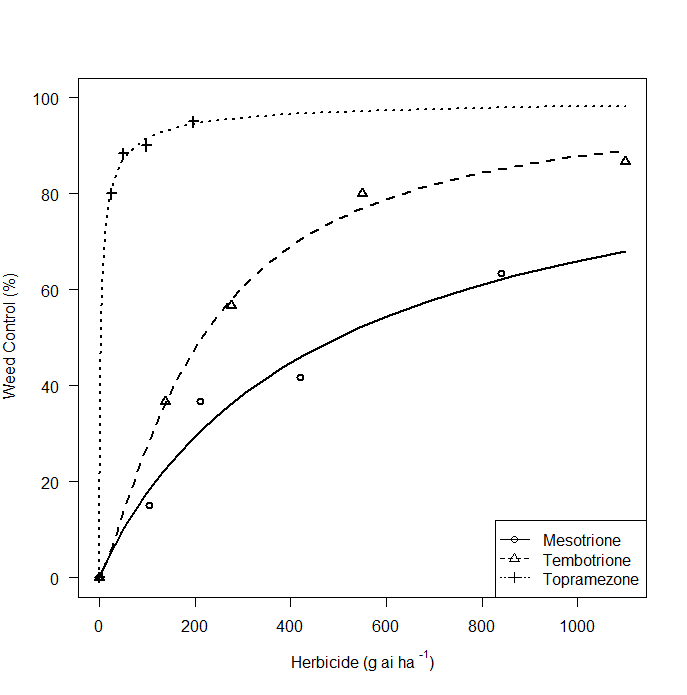 Weed Control (%)
100
80
60
40
20
0
0 200 400 600 800 1000
Herbicide (g ai ha -1)
Mesotrione
Tembotrione
Topramezone